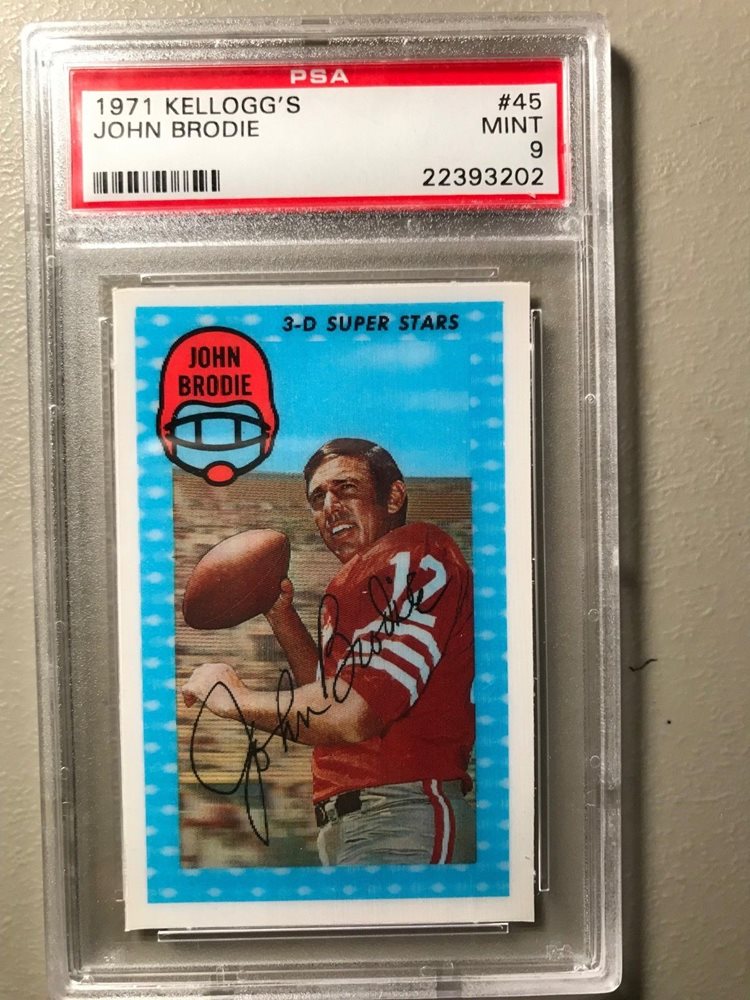 PSA
1971 KELLOGG'S #45
JOHN BRODIE MINT
9
22393202
3-D SUPER STARS
JOHN
BRODIE
12
John Brodie